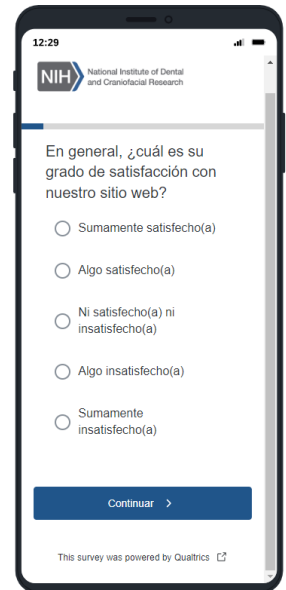 12:29
NIH National Institute of Dental
and Craniofacial Research
En general, ¿cuál es su
grado de satisfacción con
nuestro sitio web?
Sumamente satisfecho(a)
Algo satisfecho(a)
Ni satisfecho(a) ni
insatisfecho(a)
Algo insatisfecho(a)
Sumamente
insatisfecho(a)
Continuar
This survey was powered by Qualtrics